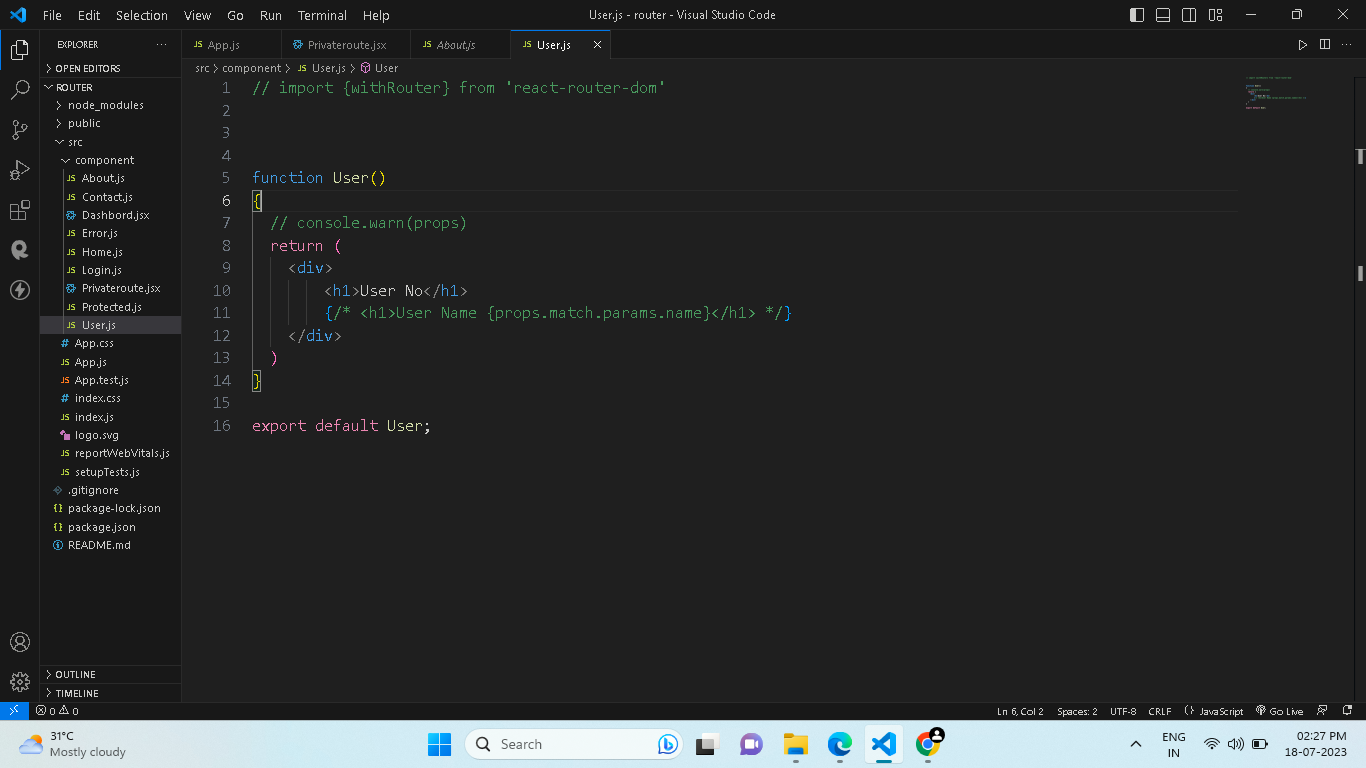 File Edit Selection View Go Run Terminal Help
User.js - router - Visual Studio Code
EXPLORER ...
OPEN EDITORS
ROUTER
node_modules
public
src
component
JS About.js
JS Contact.js
Dashbord.jsx
JS Error.js
JS Home.js
JS Login.js
Privateroute.jsx
JS Protected.js
JS User.js
# App.css
JS App.js
JS App.test.js
# index.css
JS index.js
logo.svg
JS reportWebVitals.js
JS setupTests.js
.gitignore
{} package-lock.json
{} package.json
README.md
OUTLINE
TIMELINE
JS App.js
Privateroute.jsx
JS About.js
JS User.js
src > component > JS User.js > User
1 // import {withRouter} from 'react-router-dom'
2
3
4
5 function User()
6 {
7 // console.warn(props)
8 return (
9 <div>
10 <h1>User No</h1>
11 {/* <h1>User Name {props.match.params.name}</h1> */}
12 </div>
13 )
14 }
15
16 export default User;
0 0
Ln 6, Col 2 Spaces: 2 UTF-8 CRLF {} JavaScript Go Live
31°C
Mostly cloudy
Search
ENG
IN
02:27 PM
18-07-2023